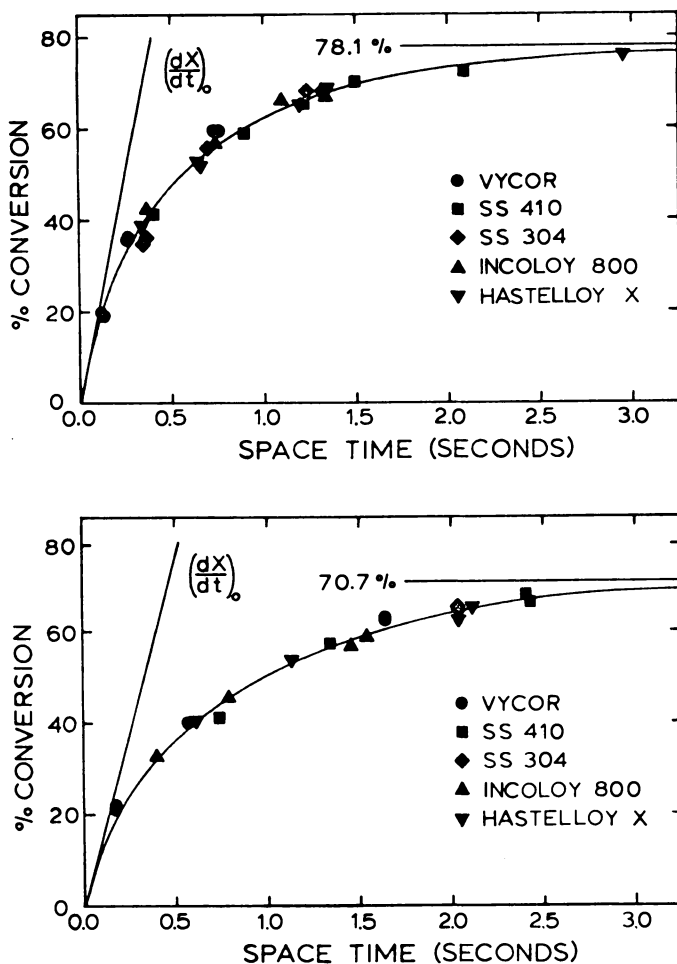 80
60
40
20
0
% CONVERSION
(dX/dt)₀
78.1 %
VYCOR
SS 410
SS 304
INCOLOY 800
HASTELLOY X
0.0 0.5 1.0 1.5 2.0 2.5 3.0
SPACE TIME (SECONDS)
80
60
40
20
0
% CONVERSION
(dX/dt)₀
70.7 %
VYCOR
SS 410
SS 304
INCOLOY 800
HASTELLOY X
0.0 0.5 1.0 1.5 2.0 2.5 3.0
SPACE TIME (SECONDS)